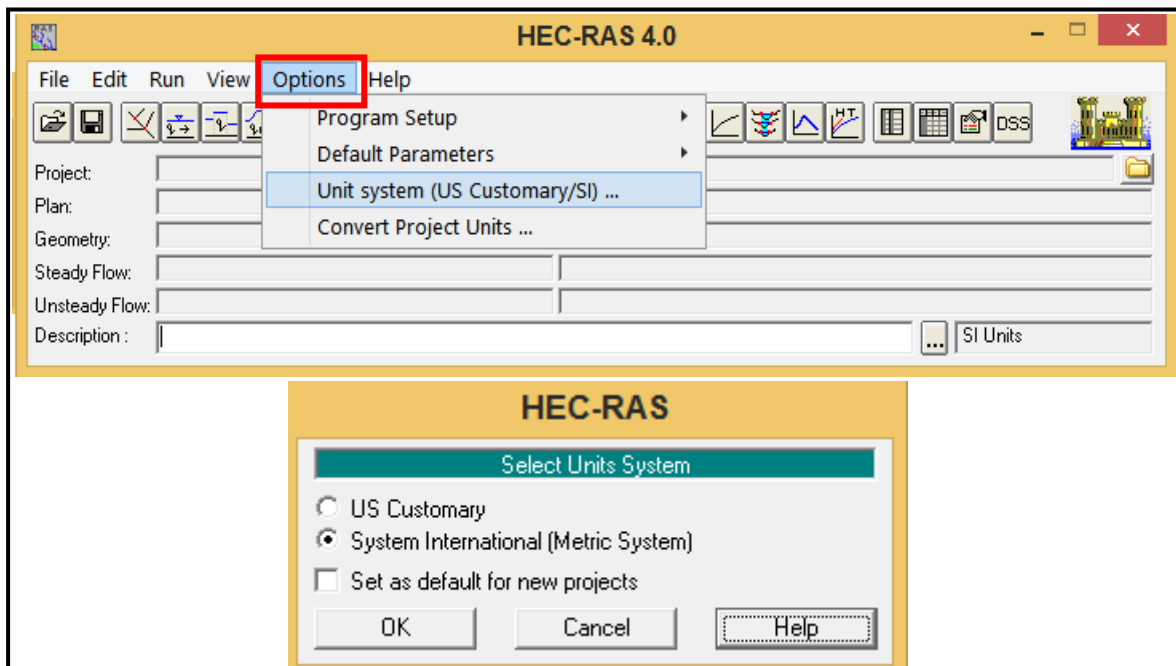 HEC-RAS 4.0
File Edit Run View Options Help
Program Setup
Default Parameters
Unit system (US Customary/SI) ...
Convert Project Units ...
HT
DSS
Project:
Plan:
Geometry:
Steady Flow:
Unsteady Flow:
Description :
...
SI Units
HEC-RAS
Select Units System
US Customary
System International (Metric System)
Set as default for new projects
OK Cancel Help